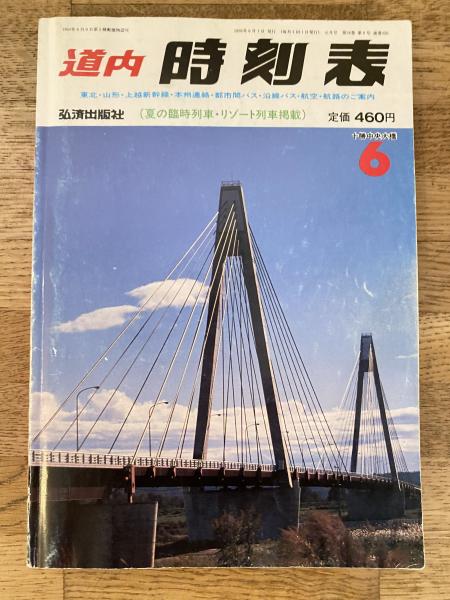 道内 時刻表
東北・山形・上越新幹線・本州連絡・都市間バス・沿線バス・航空・航路のご案内
弘済出版社 (夏の臨時列車・リゾート列車掲載) 定価 460円
十勝中央大橋
6